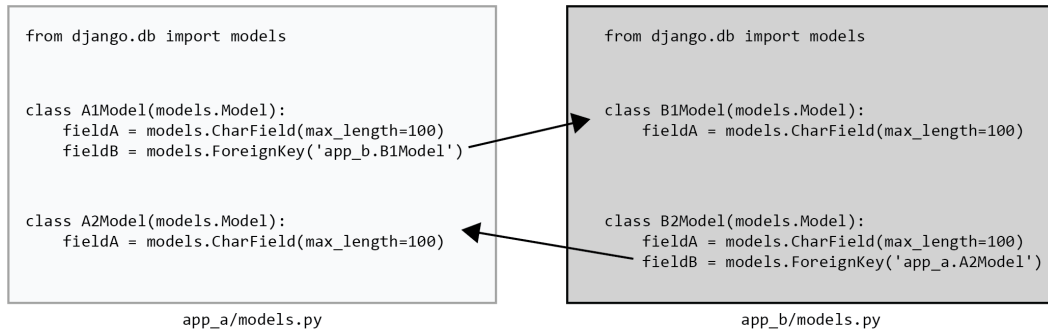 from django.db import models
class A1Model(models.Model):
    fieldA = models.CharField(max_length=100)
    fieldB = models.ForeignKey('app_b.B1Model')
class A2Model(models.Model):
    fieldA = models.CharField(max_length=100)
app_a/models.py
from django.db import models
class B1Model(models.Model):
    fieldA = models.CharField(max_length=100)
class B2Model(models.Model):
    fieldA = models.CharField(max_length=100)
    fieldB = models.ForeignKey('app_a.A2Model')
app_b/models.py